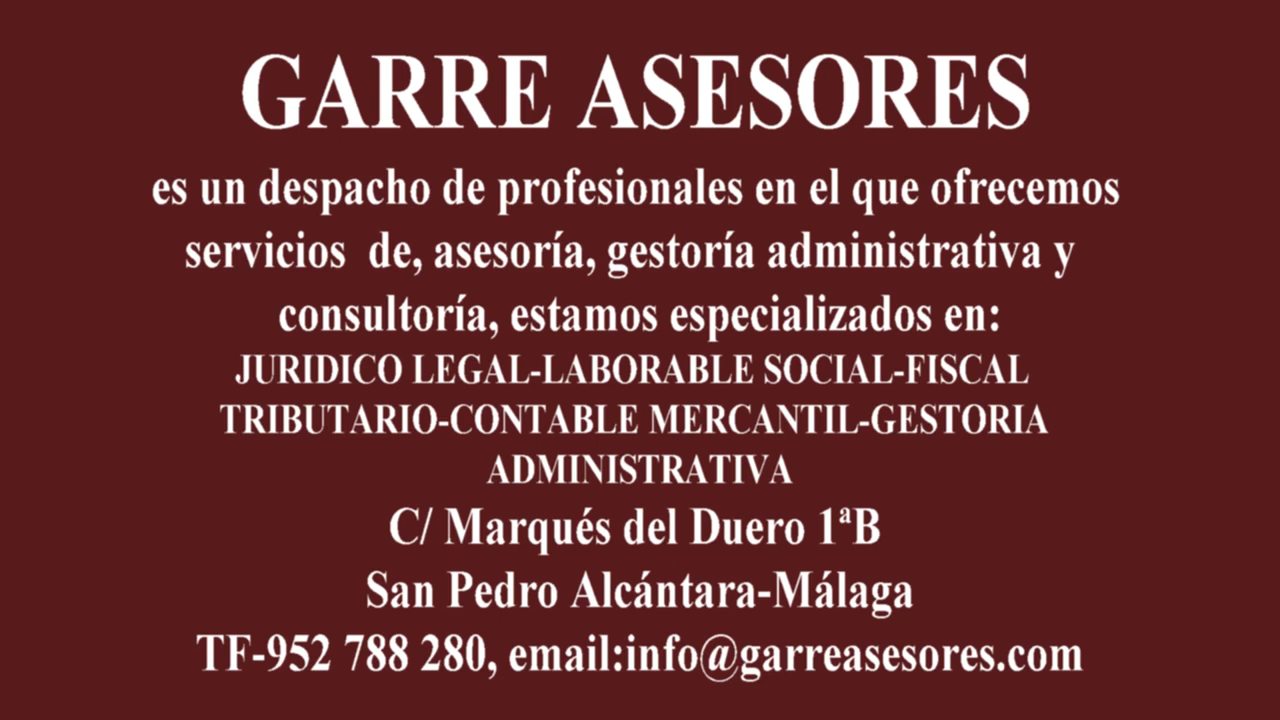 GARRE ASESORES
es un despacho de profesionales en el que ofrecemos
servicios de, asesoría, gestoría administrativa y
consultoría, estamos especializados en:
JURIDICO LEGAL-LABORABLE SOCIAL-FISCAL
TRIBUTARIO-CONTABLE MERCANTIL-GESTORIA
ADMINISTRATIVA
C/ Marqués del Duero 1ªB
San Pedro Alcántara-Málaga
TF-952 788 280, email:info@garreasesores.com